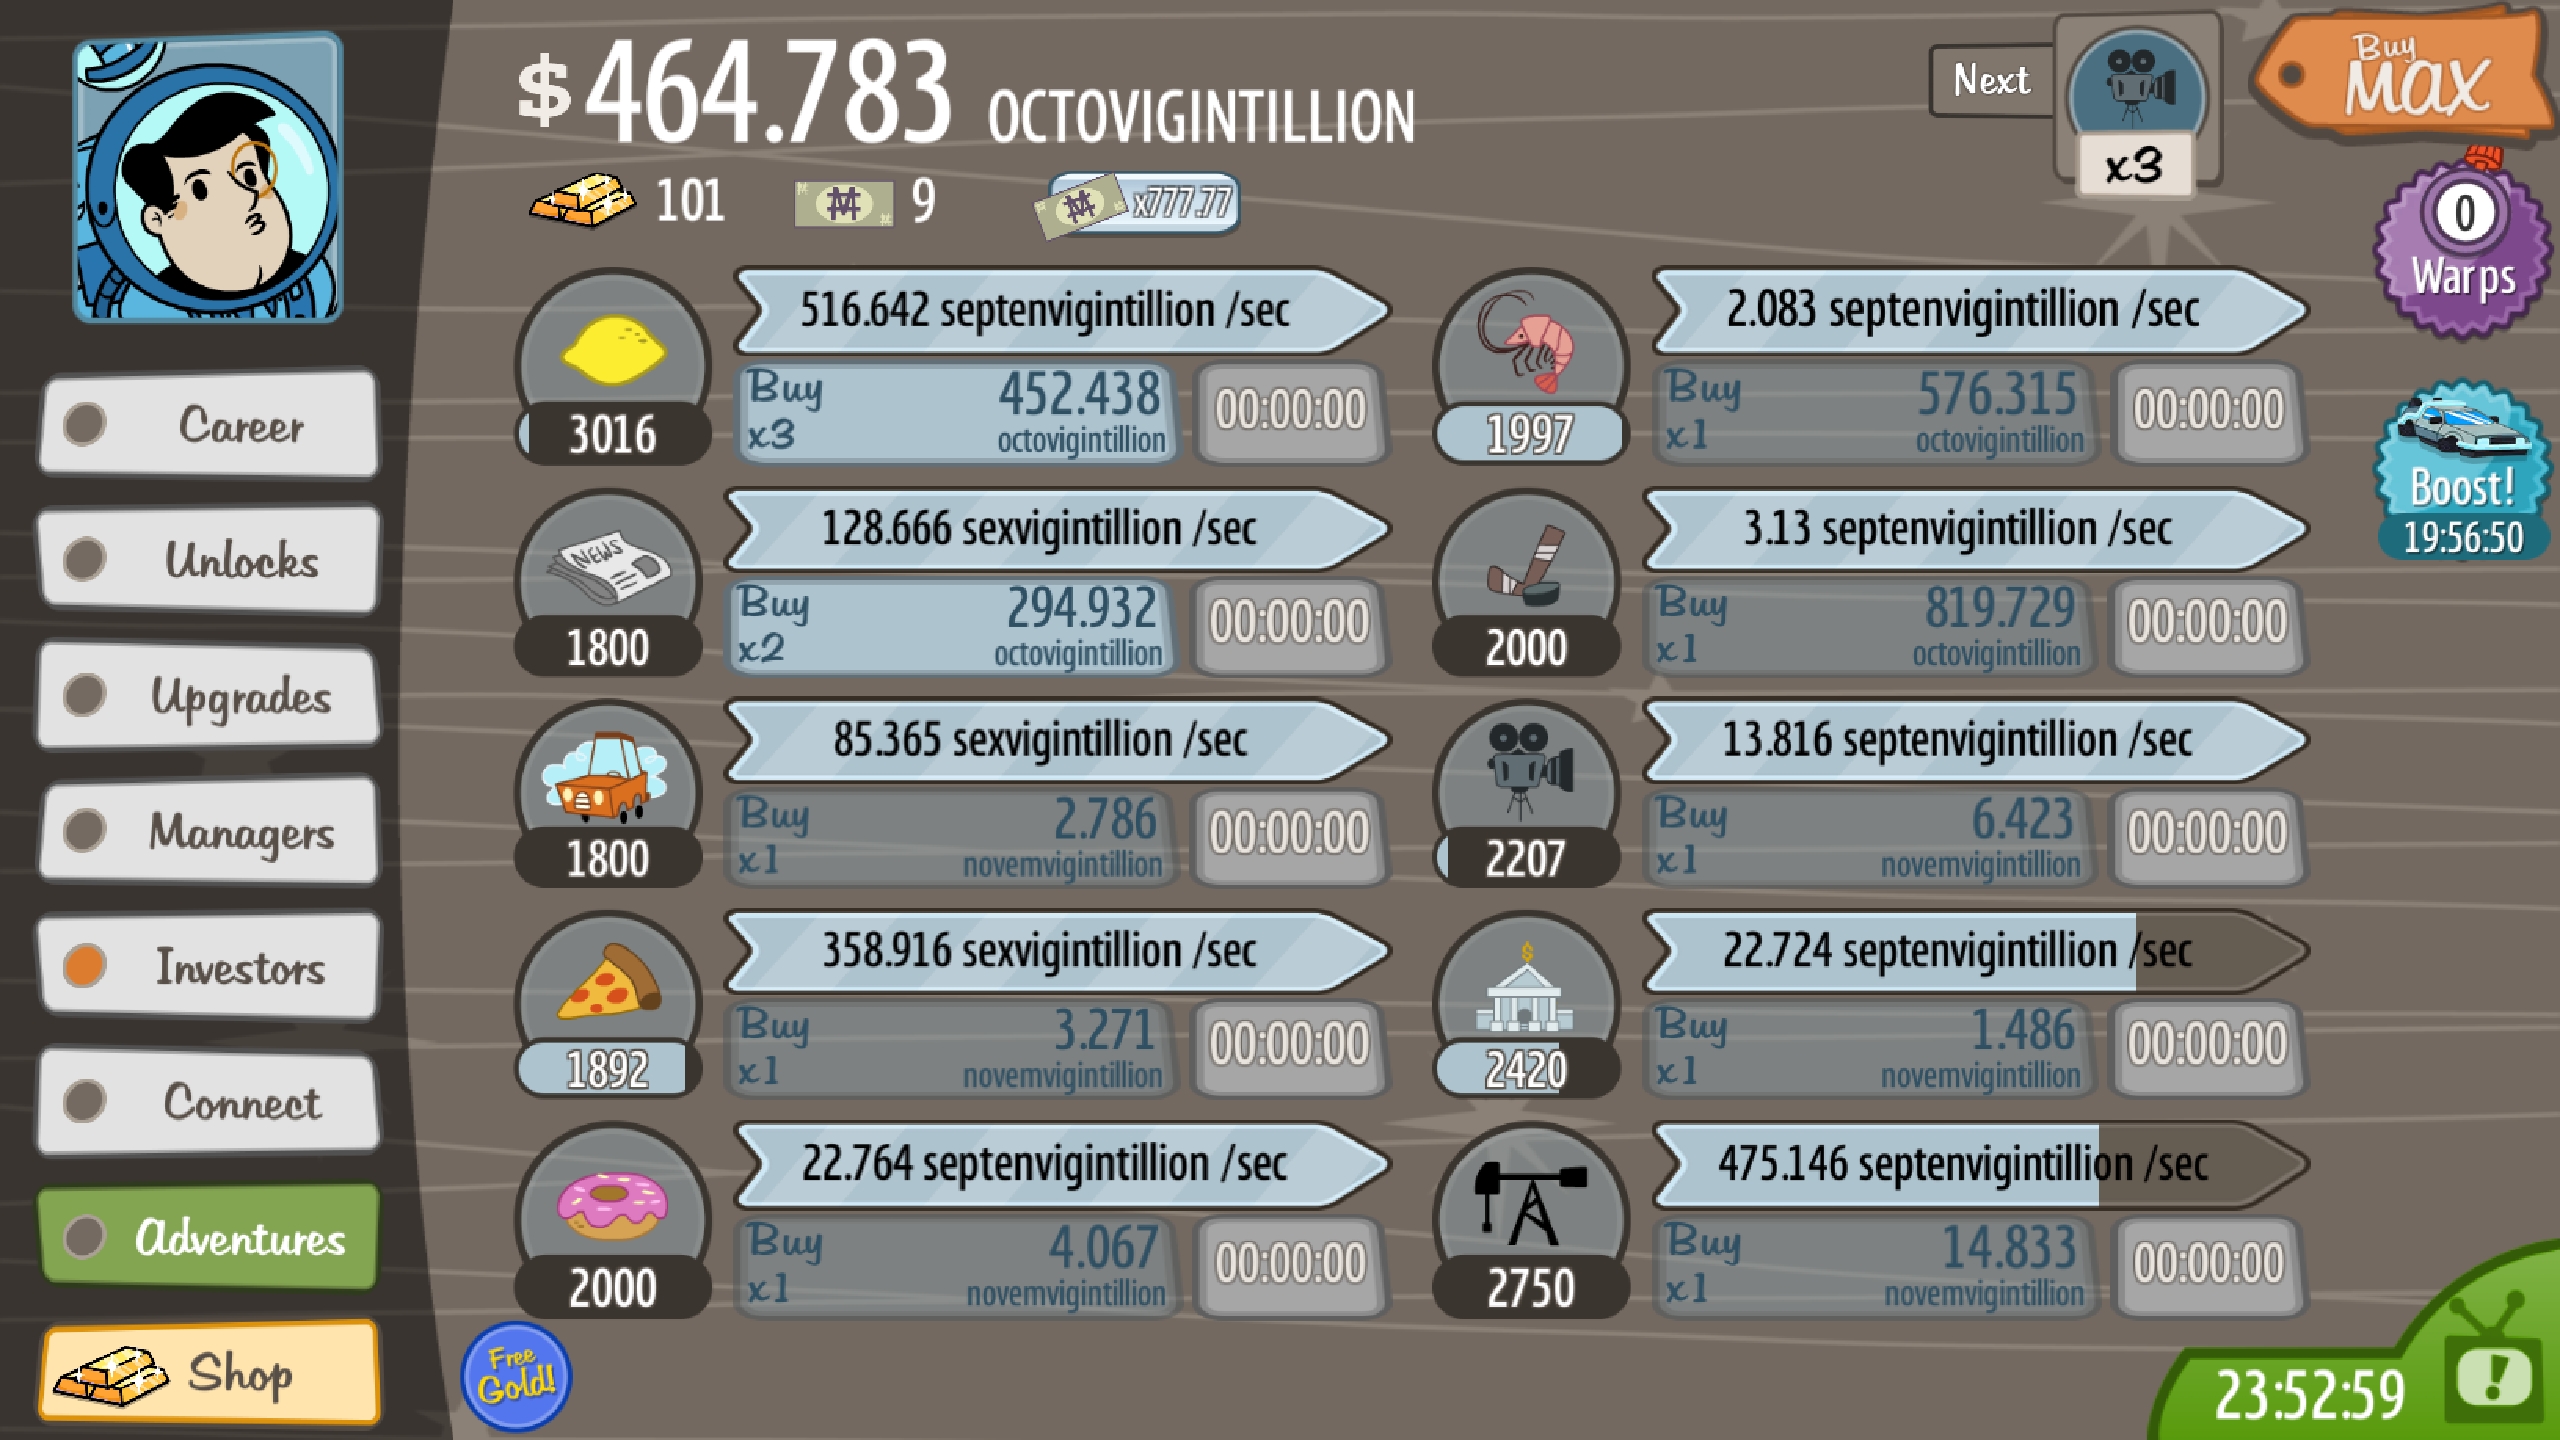 $464.783 OCTOVIGINTILLION
Next
x3
Buy
MAX
101
9
x777.77
0
Warps
Boost!
19:56:50
Career
Unlocks
Upgrades
Managers
Investors
Connect
Adventures
Shop
516.642 septenvigintillion /sec
3016
Buy
x3
452.438
octovigintillion
00:00:00
2.083 septenvigintillion /sec
1997
Buy
x1
576.315
octovigintillion
00:00:00
NEWS
128.666 sexvigintillion /sec
1800
Buy
x2
294.932
octovigintillion
00:00:00
3.13 septenvigintillion /sec
2000
Buy
x1
819.729
octovigintillion
00:00:00
85.365 sexvigintillion /sec
1800
Buy
x1
2.786
novemvigintillion
00:00:00
13.816 septenvigintillion /sec
2207
Buy
x1
6.423
novemvigintillion
00:00:00
358.916 sexvigintillion /sec
1892
Buy
x1
3.271
novemvigintillion
00:00:00
$
22.724 septenvigintillion /sec
2420
Buy
x1
1.486
novemvigintillion
00:00:00
22.764 septenvigintillion /sec
2000
Buy
x1
4.067
novemvigintillion
00:00:00
475.146 septenvigintillion /sec
2750
Buy
x1
14.833
novemvigintillion
00:00:00
Free
Gold!
23:52:59
!